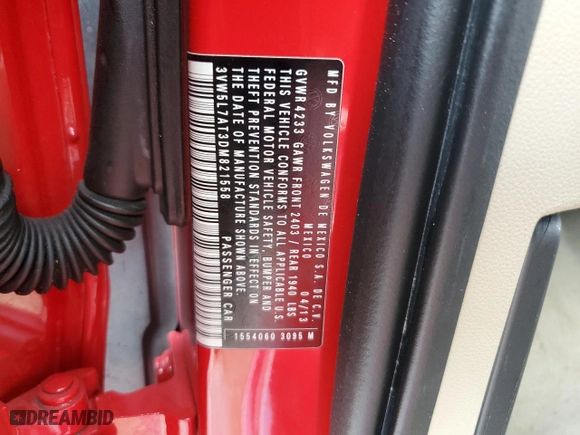 MFD BY VOLKSWAGEN DE MEXICO S.A. DE C.V.
MEXICO 04/13
GVWR 4233 GAWR FRONT 2403 / REAR 1940 LBS
THIS VEHICLE CONFORMS TO ALL APPLICABLE U.S.
FEDERAL MOTOR VEHICLE SAFETY, BUMPER AND
THEFT PREVENTION STANDARDS IN EFFECT ON
THE DATE OF MANUFACTURE SHOWN ABOVE.
3VW5L7AT3DM821558 PASSENGER CAR
1554060 3095 M
DREAMBID